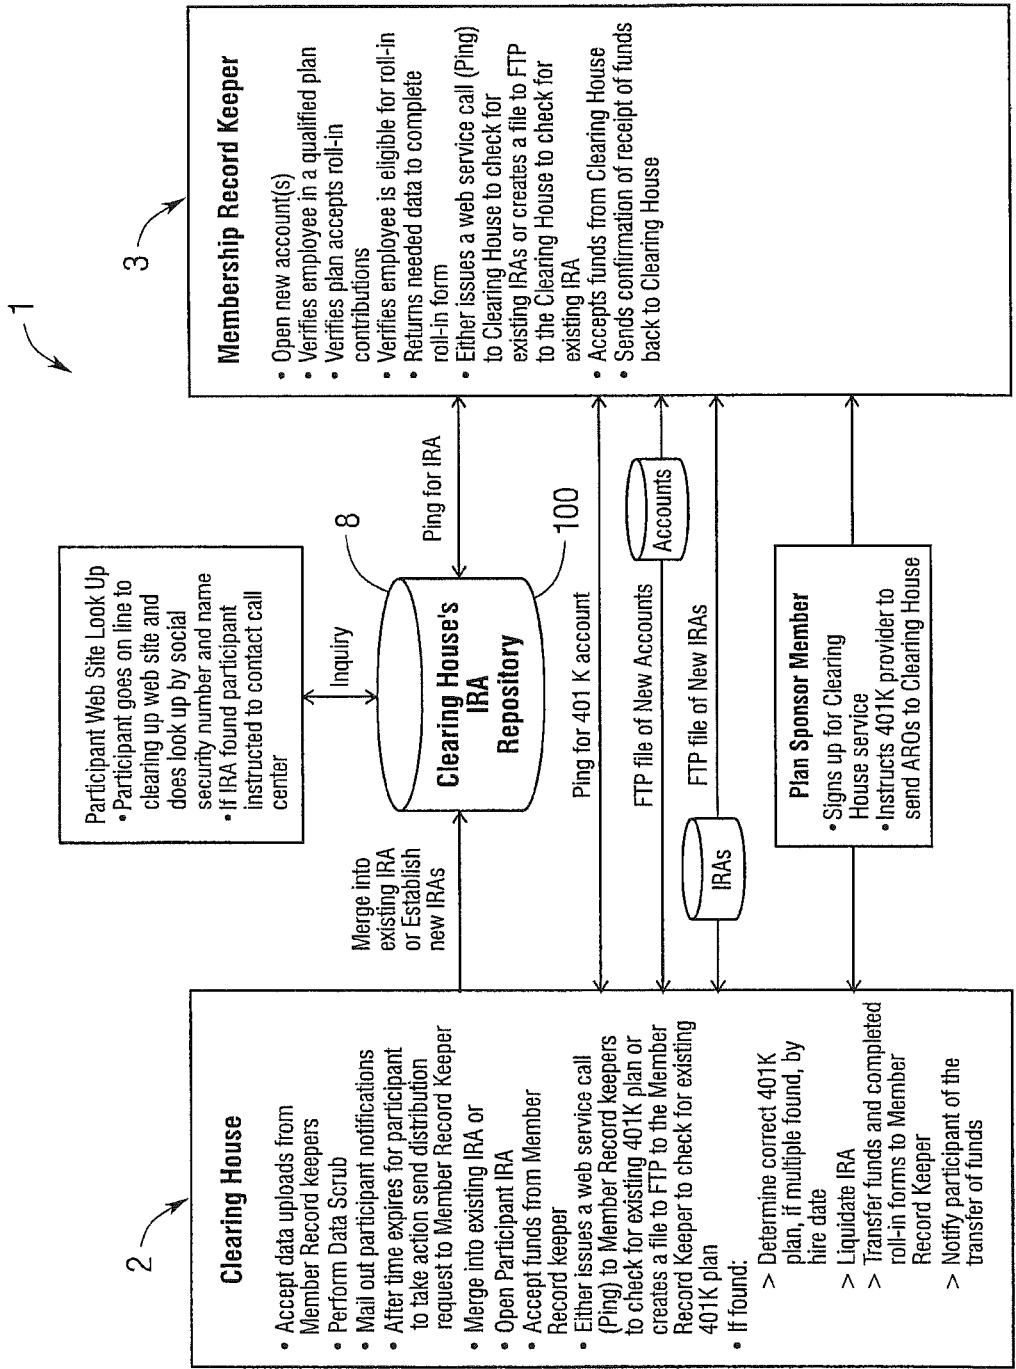 1
2
Clearing House
• Accept data uploads from
Member Record keepers
• Perform Data Scrub
• Mail out participant notifications
• After time expires for participant
to take action send distribution
request to Member Record Keeper
• Merge into existing IRA or
• Open Participant IRA
• Accept funds from Member
Record keeper
• Either issues a web service call
(Ping) to Member Record keepers
to check for existing 401K plan or
creates a file to FTP to the Member
Record Keeper to check for existing
401K plan
• If found:
> Determine correct 401K
plan, if multiple found, by
hire date
> Liquidate IRA
> Transfer funds and completed
roll-in forms to Member
Record Keeper
> Notify participant of the
transfer of funds
Participant Web Site Look Up
• Participant goes on line to
clearing up web site and
does look up by social
security number and name
• If IRA found participant
instructed to contact call
center
Inquiry
Merge into
existing IRA
or Establish
new IRAs
8
Clearing House's
IRA
Repository
100
Ping for IRA
Ping for 401 K account
FTP file of New Accounts
Accounts
FTP file of New IRAs
IRAs
Plan Sponsor Member
• Signs up for Clearing
House service
• Instructs 401K provider to
send AROs to Clearing House
3
Membership Record Keeper
• Open new account(s)
• Verifies employee in a qualified plan
• Verifies plan accepts roll-in
contributions
• Verifies employee is eligible for roll-in
• Returns needed data to complete
roll-in form
• Either issues a web service call (Ping)
to Clearing House to check for
existing IRAs or creates a file to FTP
to the Clearing House to check for
existing IRA
• Accepts funds from Clearing House
• Sends confirmation of receipt of funds
back to Clearing House